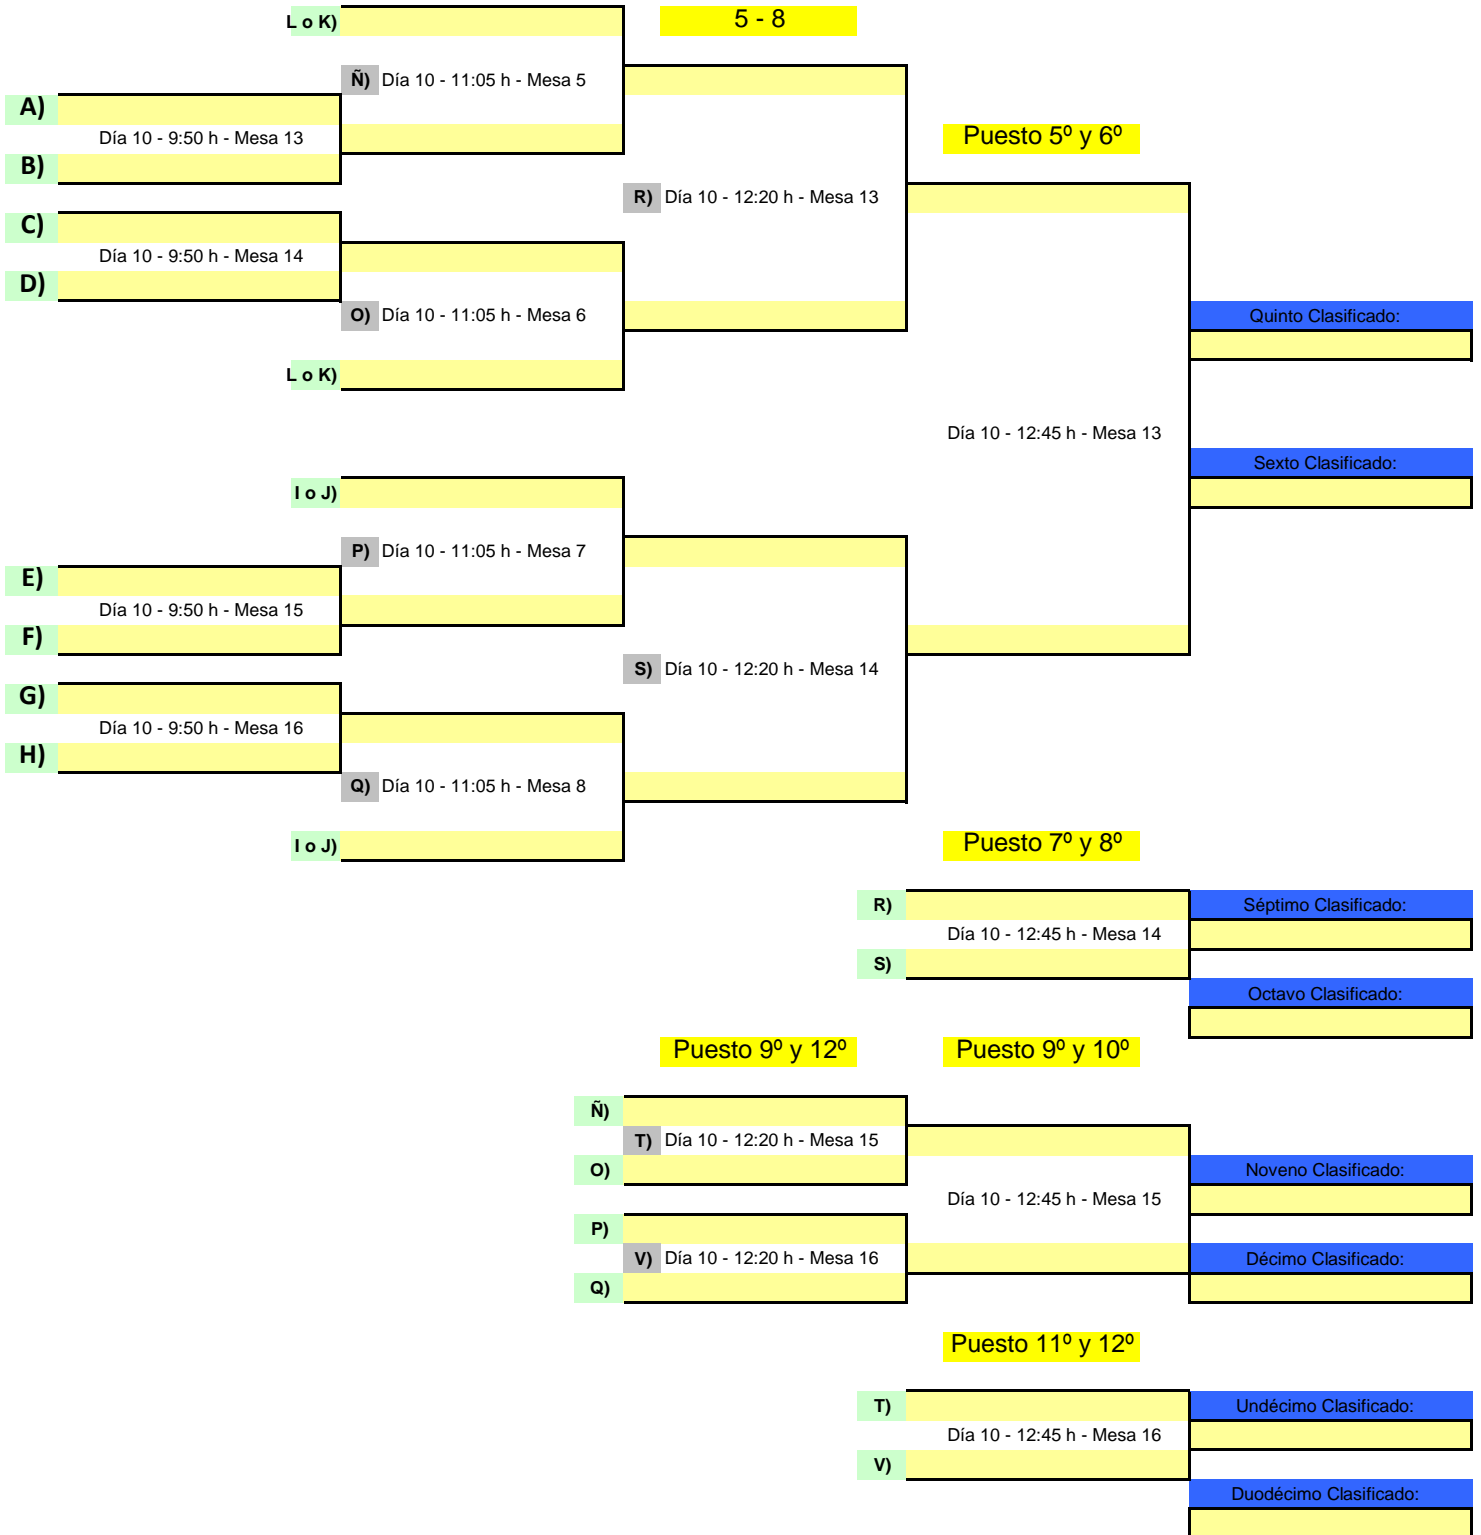 L o K)
5 - 8
Ñ) Día 10 - 11:05 h - Mesa 5
A)
Día 10 - 9:50 h - Mesa 13
Puesto 5º y 6º
B)
R) Día 10 - 12:20 h - Mesa 13
C)
Día 10 - 9:50 h - Mesa 14
D)
O) Día 10 - 11:05 h - Mesa 6
Quinto Clasificado:
L o K)
Día 10 - 12:45 h - Mesa 13
Sexto Clasificado:
I o J)
P) Día 10 - 11:05 h - Mesa 7
E)
Día 10 - 9:50 h - Mesa 15
F)
S) Día 10 - 12:20 h - Mesa 14
G)
Día 10 - 9:50 h - Mesa 16
H)
Q) Día 10 - 11:05 h - Mesa 8
I o J)
Puesto 7º y 8º
R)
Séptimo Clasificado:
Día 10 - 12:45 h - Mesa 14
S)
Octavo Clasificado:
Puesto 9º y 12º
Puesto 9º y 10º
Ñ)
T) Día 10 - 12:20 h - Mesa 15
O)
Noveno Clasificado:
Día 10 - 12:45 h - Mesa 15
P)
V) Día 10 - 12:20 h - Mesa 16
Décimo Clasificado:
Q)
Puesto 11º y 12º
T)
Undécimo Clasificado:
Día 10 - 12:45 h - Mesa 16
V)
Duodécimo Clasificado: